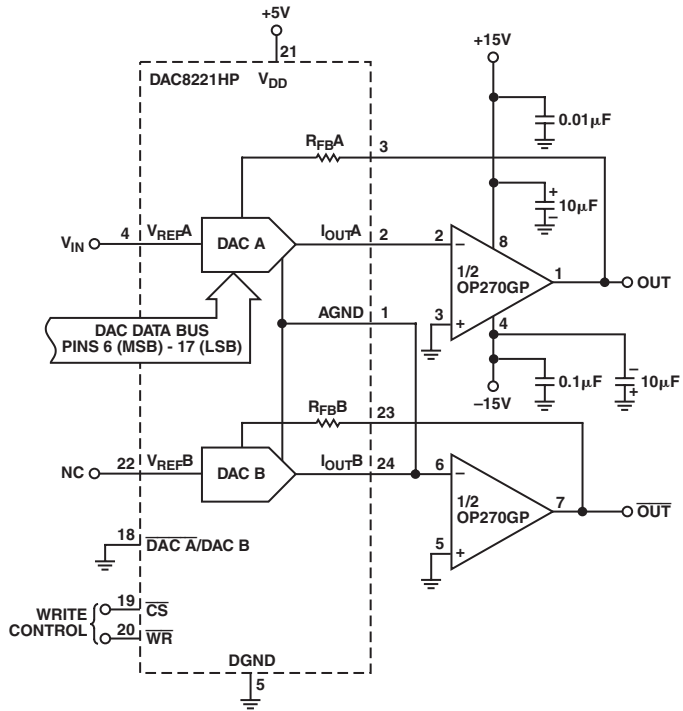 +5V
21
DAC8221HP
VDD
+15V
0.01µF
RFBA
3
+
10µF
–
VIN
4
VREFA
DAC A
IOUTA
2
2
–
8
1/2
OP270GP
1
OUT
3
+
4
AGND
1
DAC DATA BUS
PINS 6 (MSB) - 17 (LSB)
0.1µF
–
10µF
+
–15V
RFBB
23
NC
22
VREFB
DAC B
IOUTB
24
6
–
1/2
OP270GP
7
OUT
5
+
18
DAC A/DAC B
WRITE
CONTROL
19
CS
20
WR
DGND
5